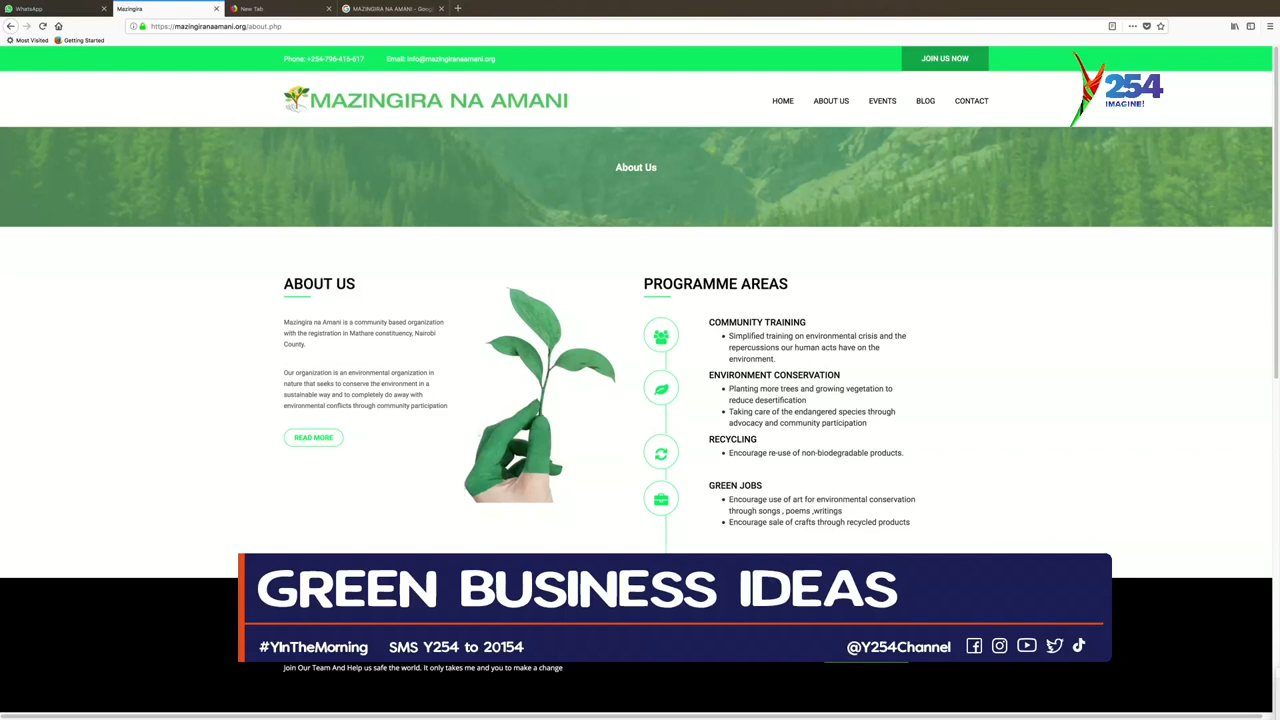 WhatsApp
Mazingira
New Tab
MAZINGIRA NA AMANI - Goog
https://mazingiranaamani.org/about.php
Most Visited
Getting Started
Phone: +254-796-416-617
Email: info@mazingiranaamani.org
JOIN US NOW
MAZINGIRA NA AMANI
HOME
ABOUT US
EVENTS
BLOG
CONTACT
Y254
IMAGINE!
About Us
ABOUT US
Mazingira na Amani is a community based organization
with the registration in Mathare constituency, Nairobi
County.
Our organization is an environmental organization in
nature that seeks to conserve the environment in a
sustainable way and to completely do away with
environmental conflicts through community participation
READ MORE
PROGRAMME AREAS
COMMUNITY TRAINING
• Simplified training on environmental crisis and the
repercussions our human acts have on the
environment.
ENVIRONMENT CONSERVATION
• Planting more trees and growing vegetation to
reduce desertification
• Taking care of the endangered species through
advocacy and community participation
RECYCLING
• Encourage re-use of non-biodegradable products.
GREEN JOBS
• Encourage use of art for environmental conservation
through songs , poems ,writings
• Encourage sale of crafts through recycled products
GREEN BUSINESS IDEAS
#YInTheMorning
SMS Y254 to 20154
@Y254Channel
Join Our Team And Help us safe the world. It only takes me and you to make a change